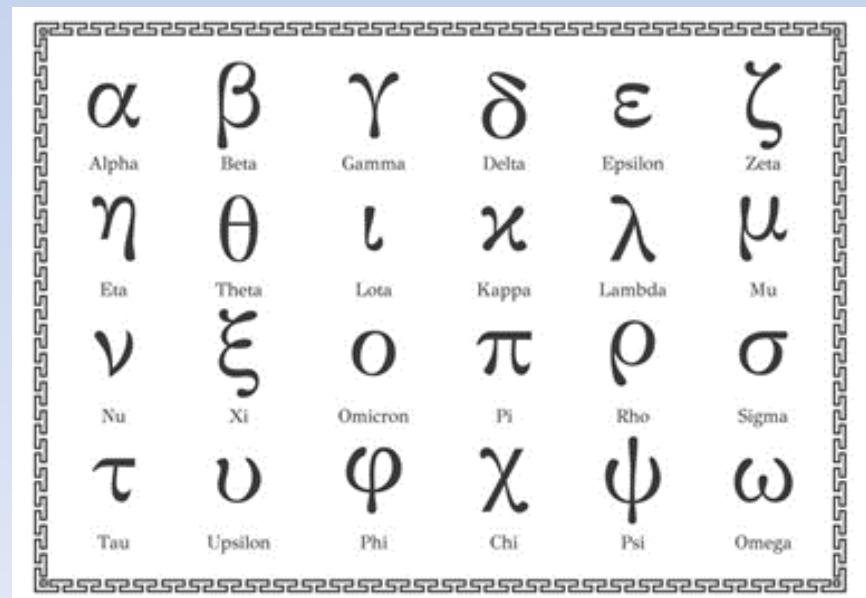 α β γ δ ε ζ
Alpha Beta Gamma Delta Epsilon Zeta
η θ ι ϰ λ μ
Eta Theta Lota Kappa Lambda Mu
ν ξ ο π ρ σ
Nu Xi Omicron Pi Rho Sigma
τ υ φ χ ψ ω
Tau Upsilon Phi Chi Psi Omega